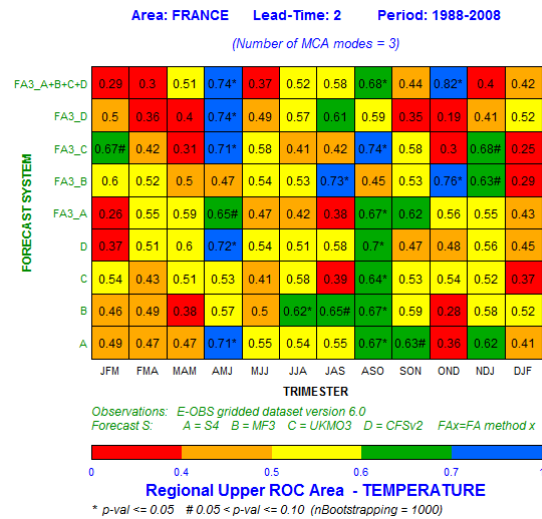 Area: FRANCE Lead-Time: 2 Period: 1988-2008
(Number of MCA modes = 3)
FORECAST SYSTEM
FA3_A+B+C+D 0.29 0.3 0.51 0.74* 0.37 0.52 0.58 0.68* 0.44 0.82* 0.4 0.42
FA3_D 0.5 0.36 0.4 0.74* 0.49 0.57 0.61 0.59 0.35 0.19 0.41 0.52
FA3_C 0.67# 0.42 0.31 0.71* 0.58 0.41 0.42 0.74* 0.58 0.3 0.68# 0.25
FA3_B 0.6 0.52 0.5 0.47 0.54 0.53 0.73* 0.45 0.53 0.76* 0.63# 0.29
FA3_A 0.26 0.55 0.59 0.65# 0.47 0.42 0.38 0.67* 0.62 0.56 0.55 0.43
D 0.37 0.51 0.6 0.72* 0.54 0.51 0.58 0.7* 0.47 0.48 0.56 0.45
C 0.54 0.43 0.51 0.53 0.41 0.58 0.39 0.64* 0.53 0.54 0.52 0.37
B 0.46 0.49 0.38 0.57 0.5 0.62* 0.65# 0.67* 0.59 0.28 0.58 0.52
A 0.49 0.47 0.47 0.71* 0.55 0.54 0.55 0.67* 0.63# 0.36 0.62 0.41
JFM FMA MAM AMJ MJJ JJA JAS ASO SON OND NDJ DJF
TRIMESTER
Observations: E-OBS gridded dataset version 6.0
Forecast S: A = S4 B = MF3 C = UKMO3 D = CFSv2 FAx=FA method x
0 0.4 0.5 0.6 0.7 1
Regional Upper ROC Area - TEMPERATURE
* p-val <= 0.05 # 0.05 < p-val <= 0.10 (nBootstrapping = 1000)